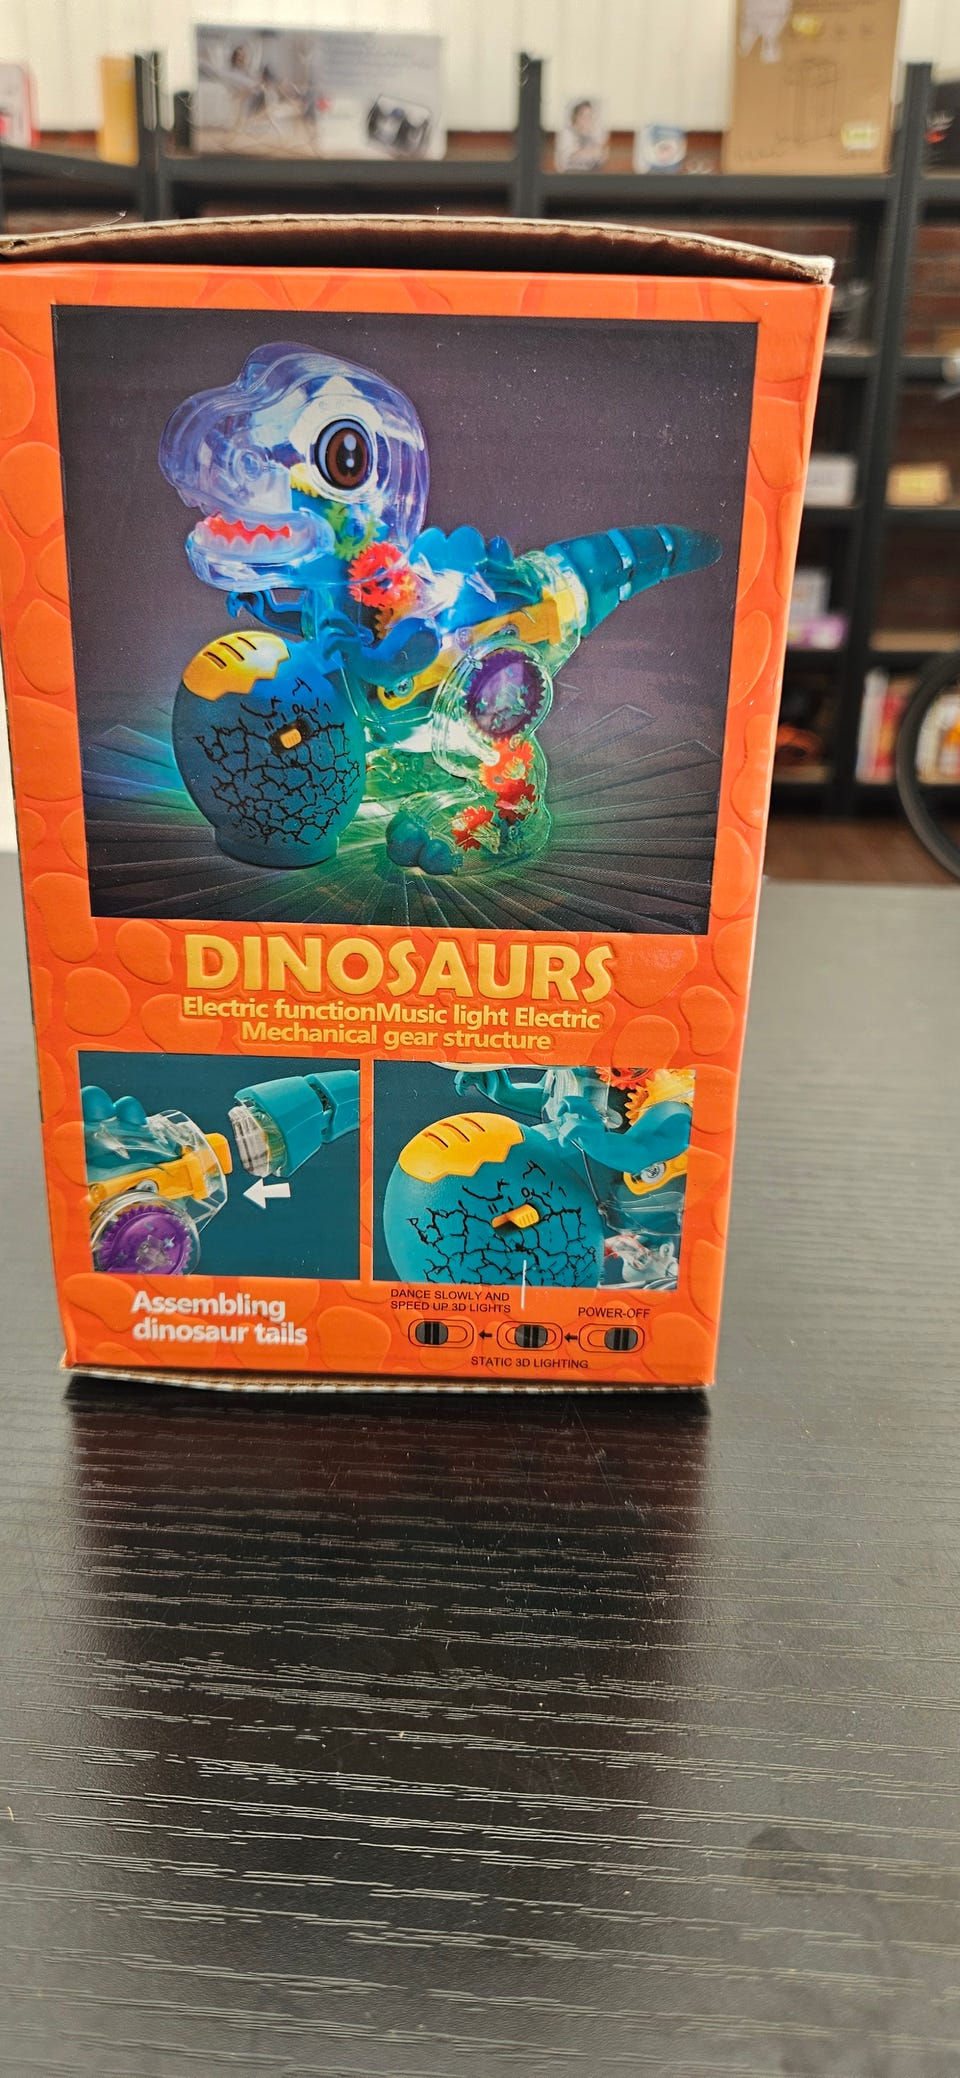 DINOSAURS
Electric functionMusic light Electric
Mechanical gear structure
Assembling
dinosaur tails
DANCE SLOWLY AND
SPEED UP 3D LIGHTS
POWER-OFF
STATIC 3D LIGHTING